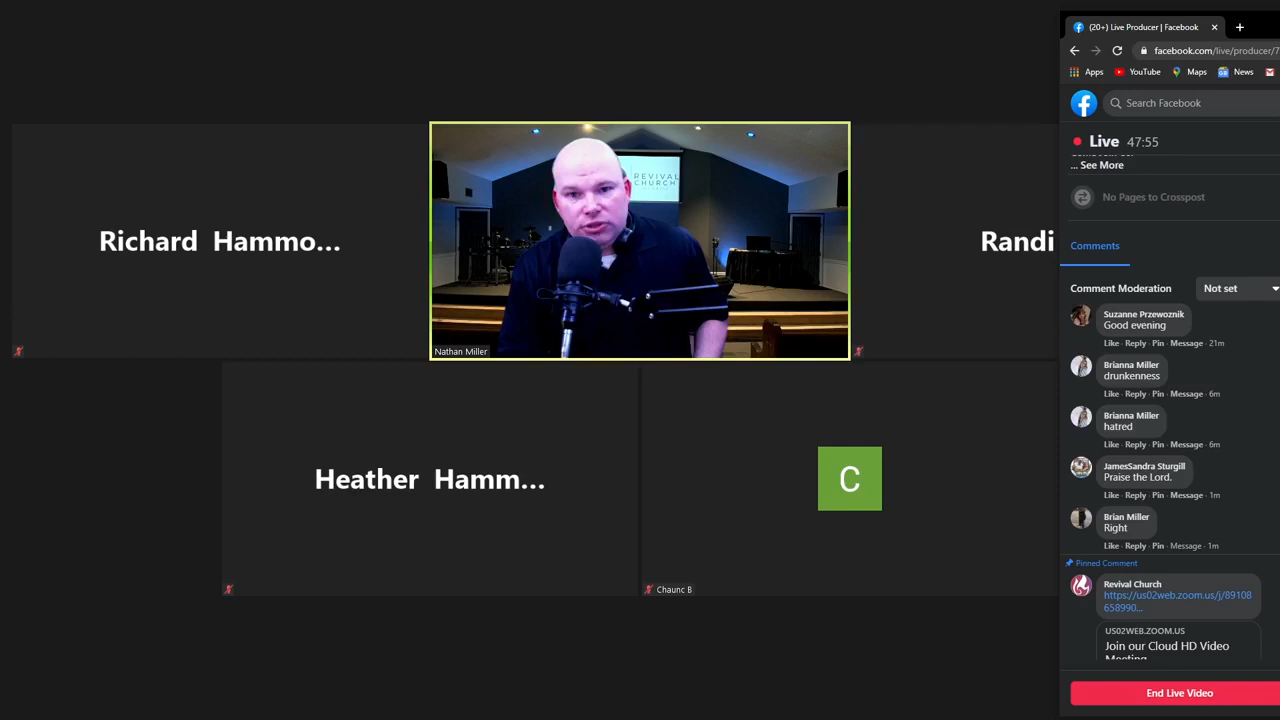 (20+) Live Producer | Facebook
facebook.com/live/producer/7
Apps
YouTube
Maps
GB
News
Search Facebook
Live 47:55
... See More
No Pages to Crosspost
Comments
Comment Moderation
Not set
Suzanne Przewoznik
Good evening
Like · Reply · Pin · Message · 21m
Brianna Miller
drunkenness
Like · Reply · Pin · Message · 6m
Brianna Miller
hatred
Like · Reply · Pin · Message · 6m
JamesSandra Sturgill
Praise the Lord.
Like · Reply · Pin · Message · 1m
Brian Miller
Right
Like · Reply · Pin · Message · 1m
Pinned Comment
Revival Church
https://us02web.zoom.us/j/89108
658990...
US02WEB.ZOOM.US
Join our Cloud HD Video
Meeting
End Live Video
Richard Hammo...
REVIVAL
CHURCH
Nathan Miller
Randi
Heather Hamm...
C
Chaunc B